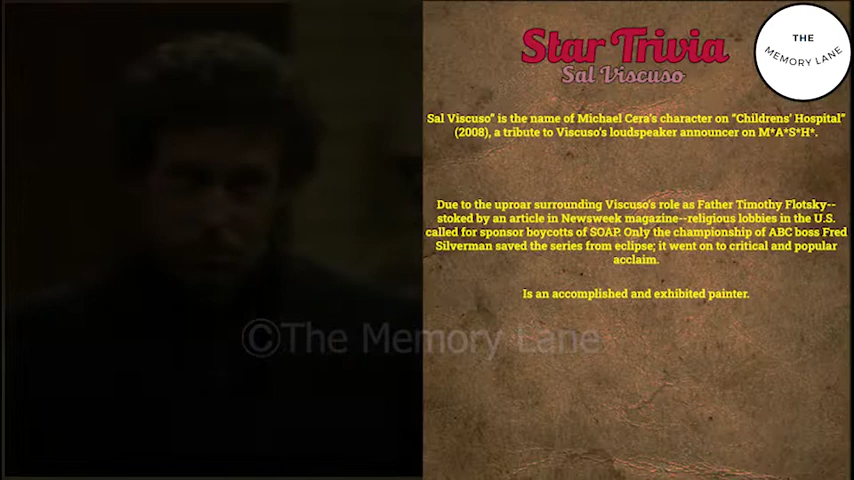 THE
MEMORY LANE
Star Trivia
Sal Viscuso
Sal Viscuso" is the name of Michael Cera's character on "Childrens' Hospital"
(2008), a tribute to Viscuso's loudspeaker announcer on M*A*S*H*.
Due to the uproar surrounding Viscuso's role as Father Timothy Flotsky--
stoked by an article in Newsweek magazine--religious lobbies in the U.S.
called for sponsor boycotts of SOAP. Only the championship of ABC boss Fred
Silverman saved the series from eclipse; it went on to critical and popular
acclaim.
Is an accomplished and exhibited painter.
©The Memory Lane